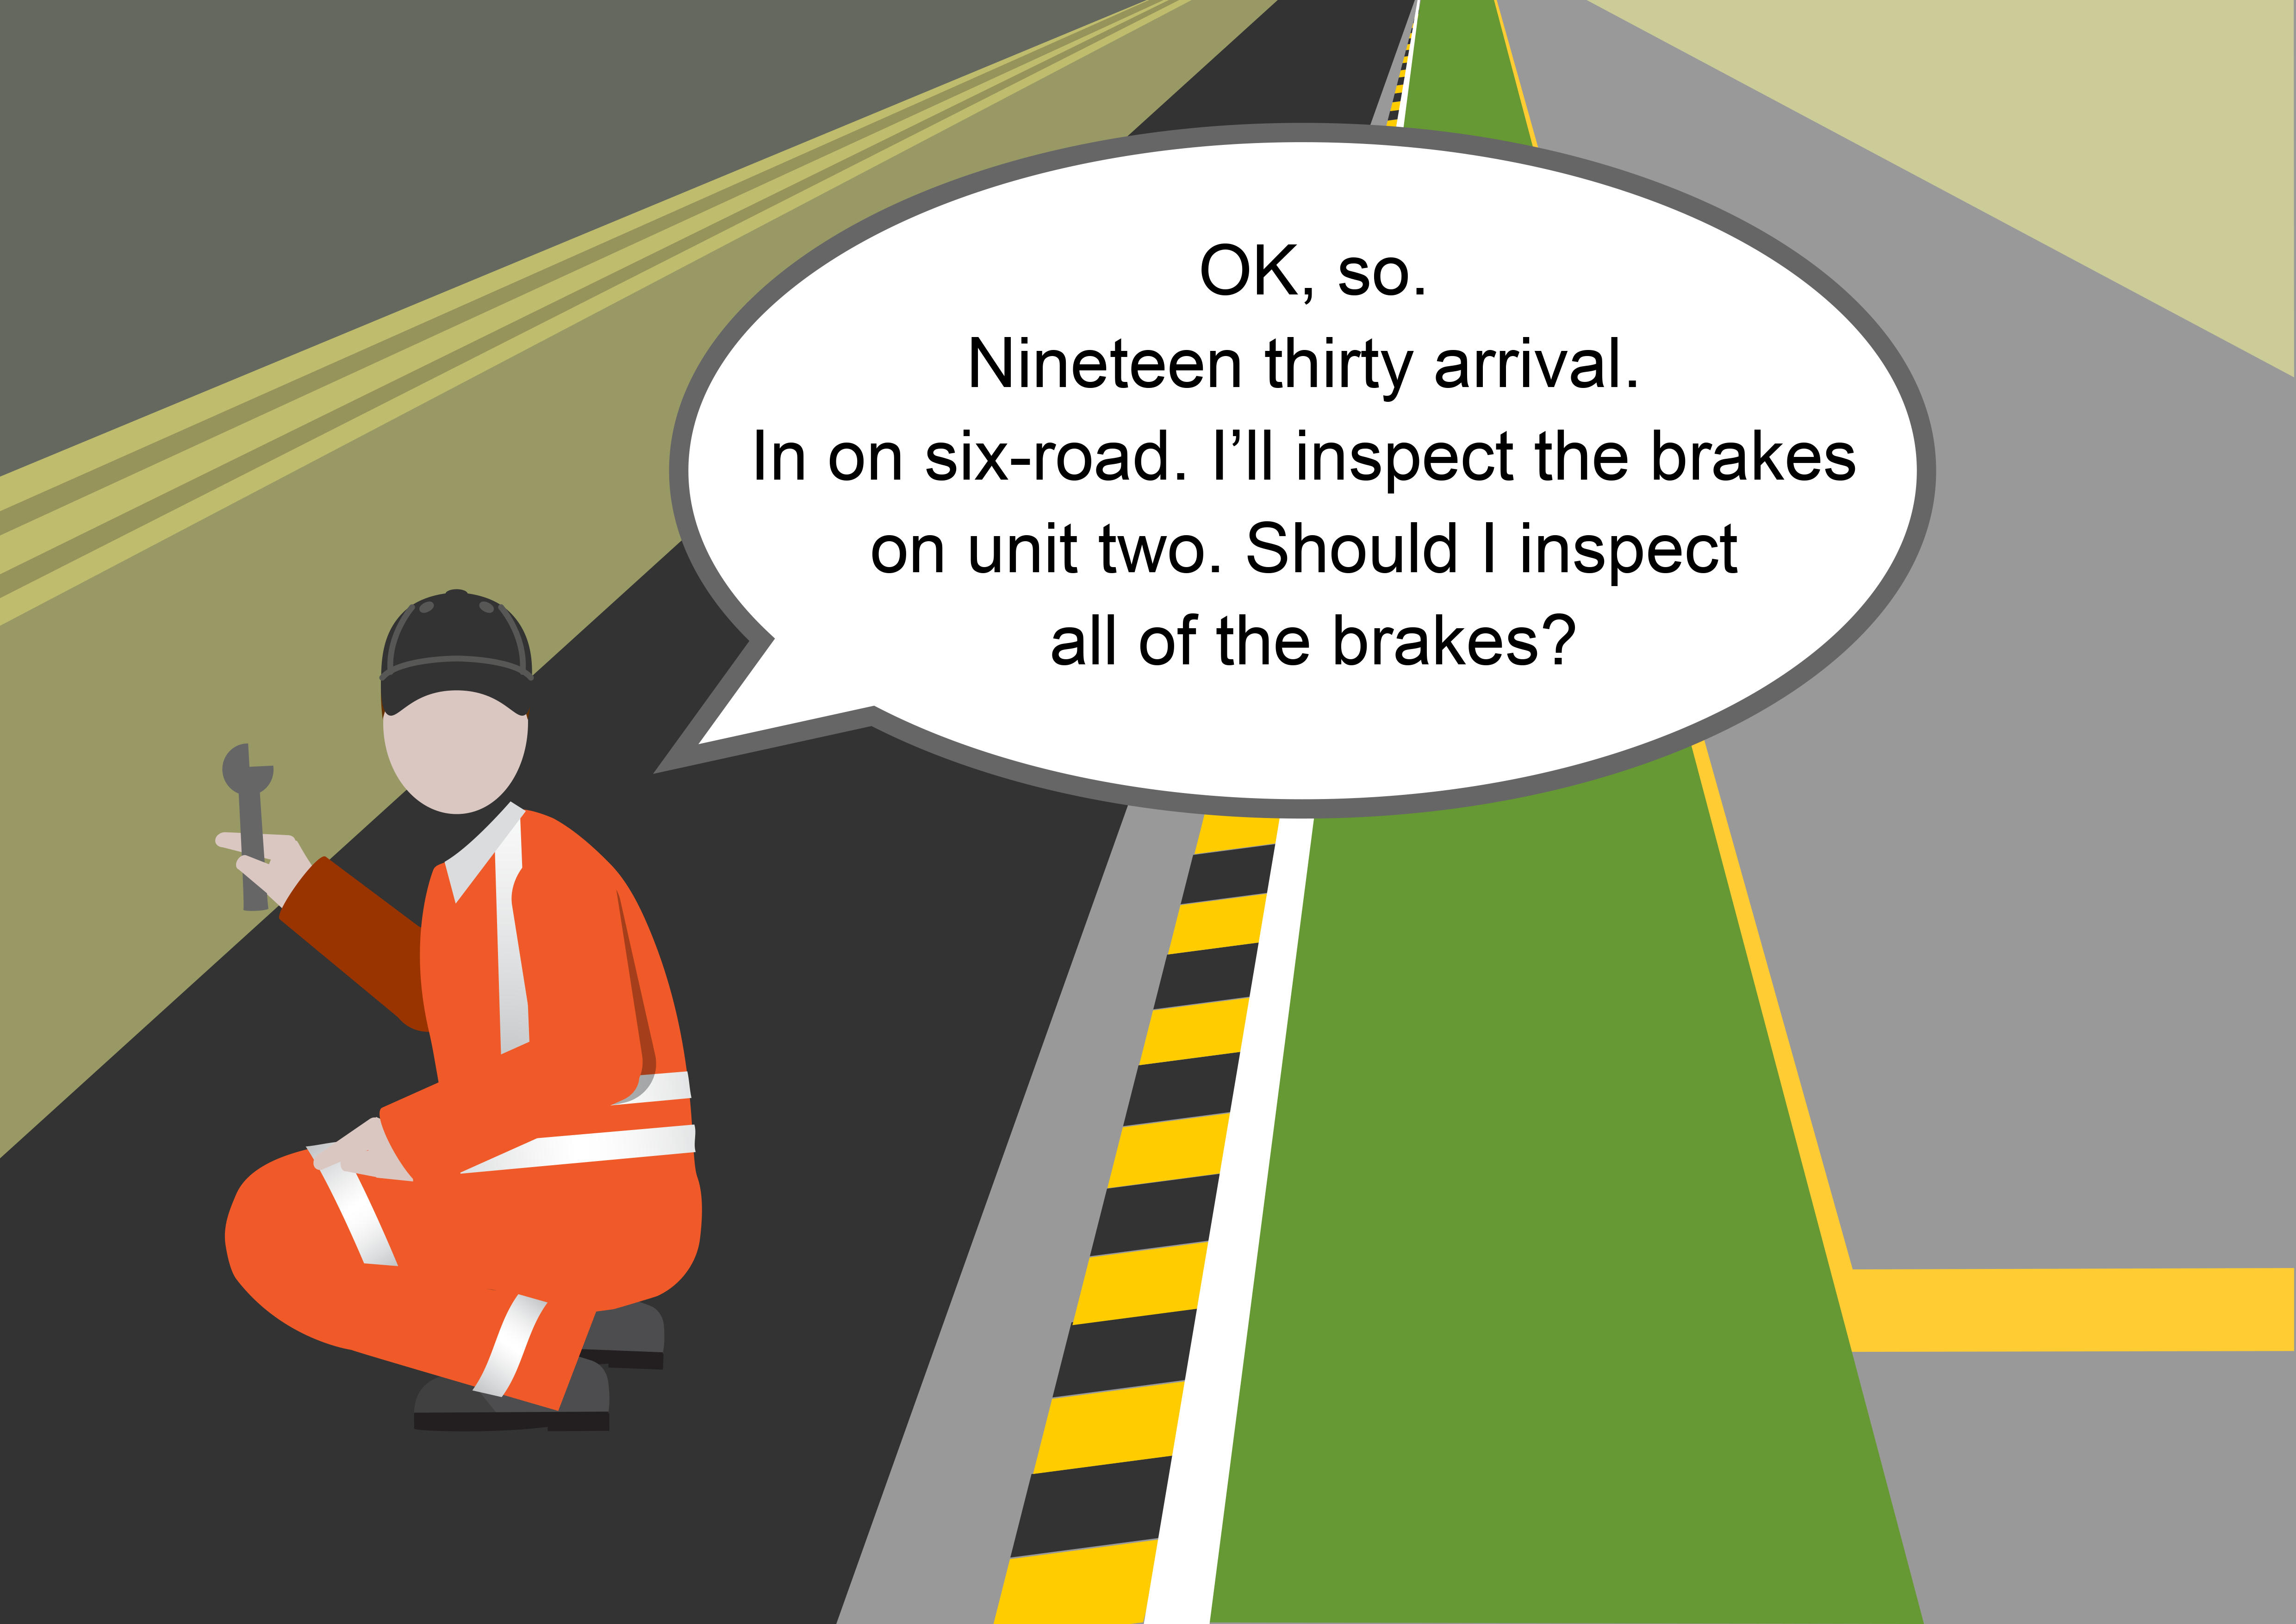 OK, so.
Nineteen thirty arrival.
In on six-road. I’ll inspect the brakes
on unit two. Should I inspect
all of the brakes?